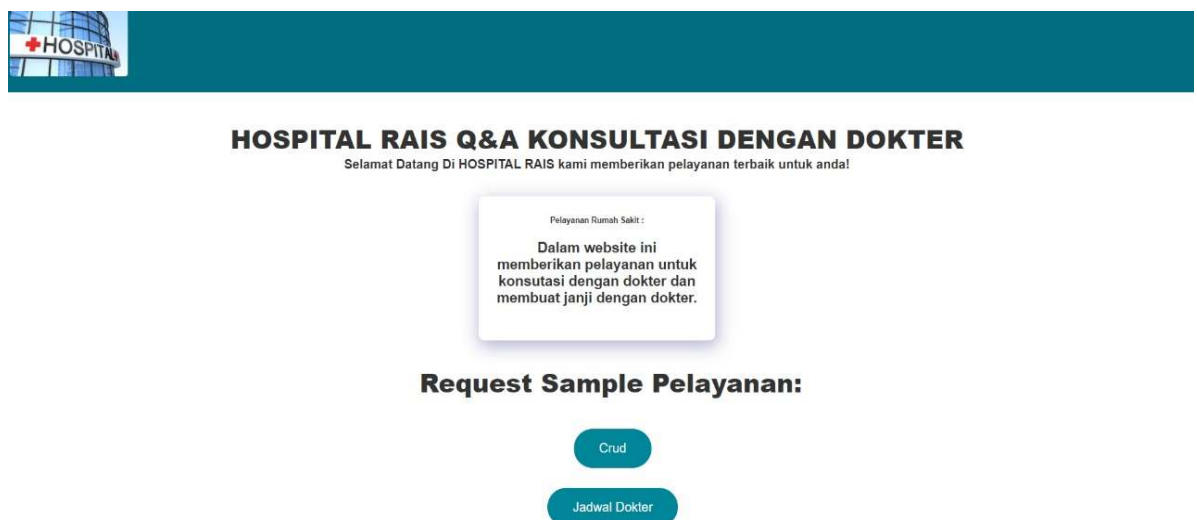 +HOSPITAL
HOSPITAL RAIS Q&A KONSULTASI DENGAN DOKTER
Selamat Datang Di HOSPITAL RAIS kami memberikan pelayanan terbaik untuk anda!
Pelayanan Rumah Sakit :
Dalam website ini
memberikan pelayanan untuk
konsutasi dengan dokter dan
membuat janji dengan dokter.
Request Sample Pelayanan:
Crud
Jadwal Dokter